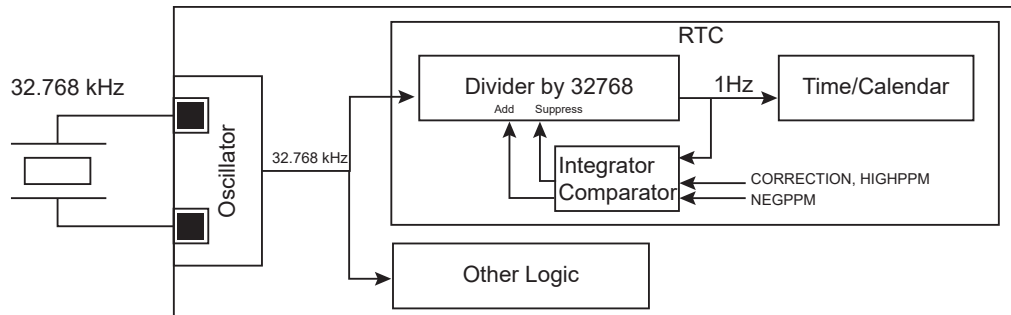 RTC
32.768 kHz
Divider by 32768
Add Suppress
1Hz
Time/Calendar
Oscillator
32.768 kHz
Integrator
Comparator
CORRECTION, HIGHPPM
NEGPPM
Other Logic